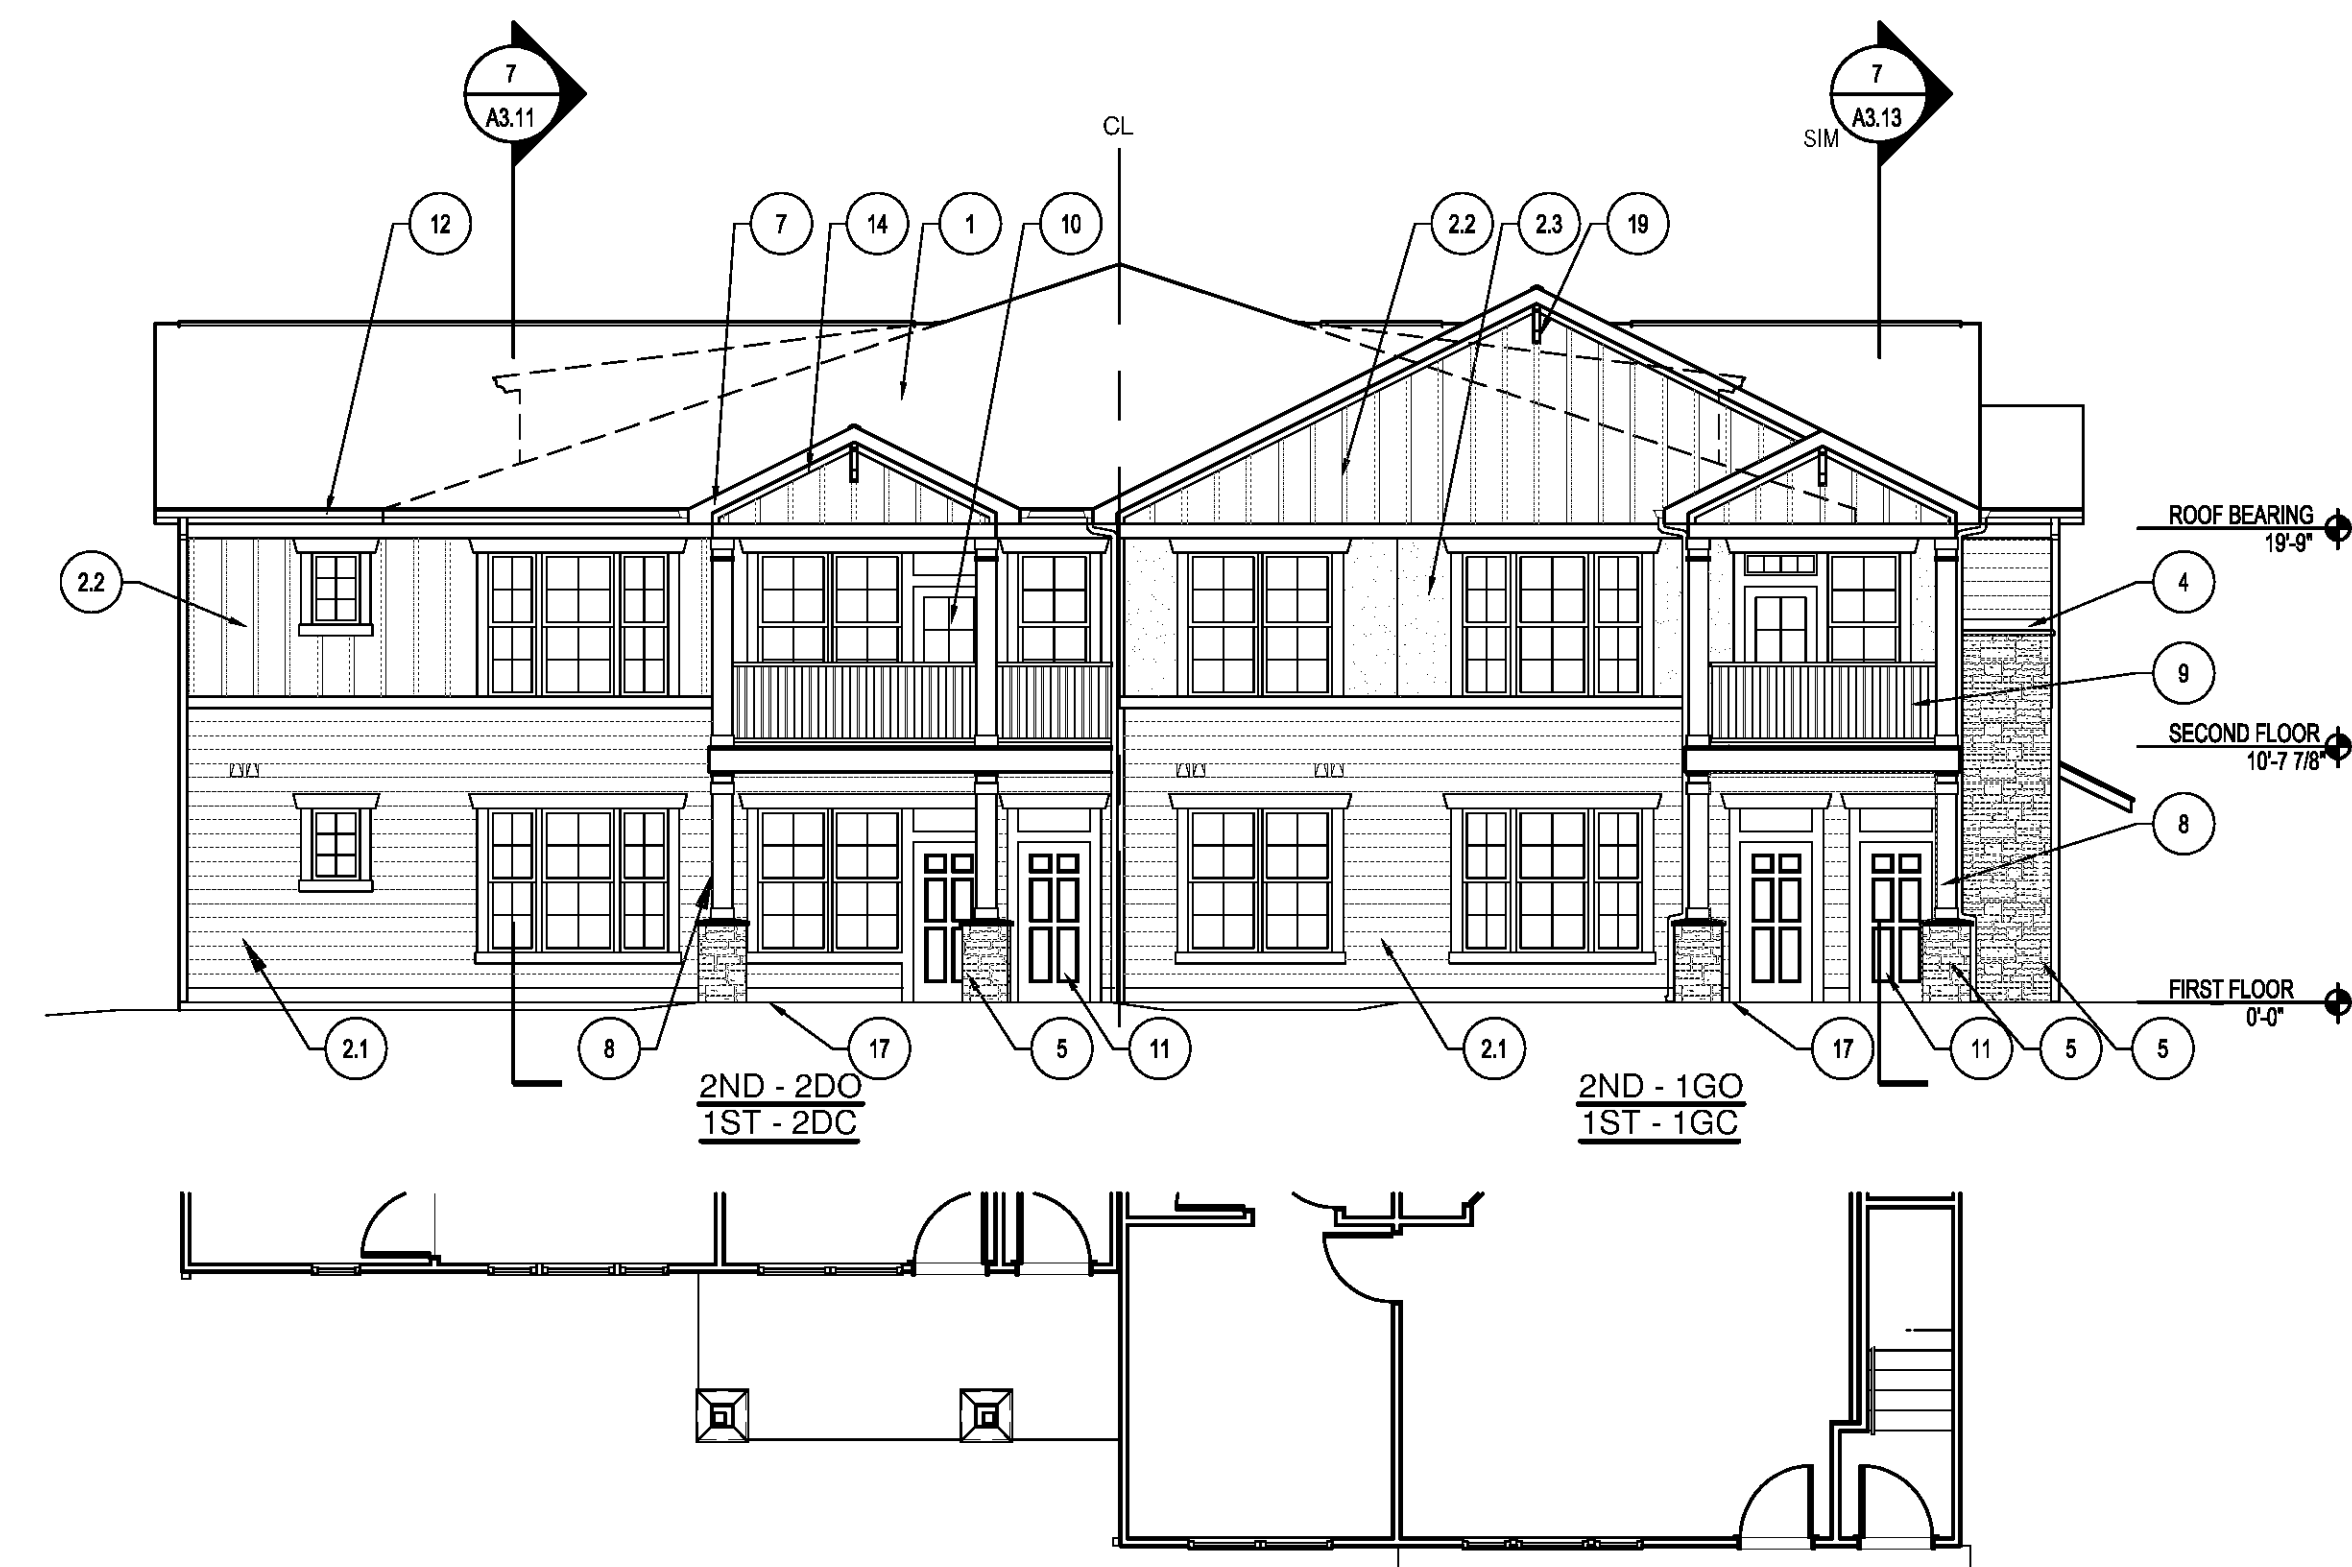 7
A3.11
7
A3.13
SIM
CL
12
7
14
1
10
2.2
2.3
19
ROOF BEARING
19'-9"
2.2
4
9
SECOND FLOOR
10'-7 7/8"
8
FIRST FLOOR
0'-0"
2.1
8
17
5
11
2.1
17
11
5
5
2ND - 2DO
1ST - 2DC
2ND - 1GO
1ST - 1GC